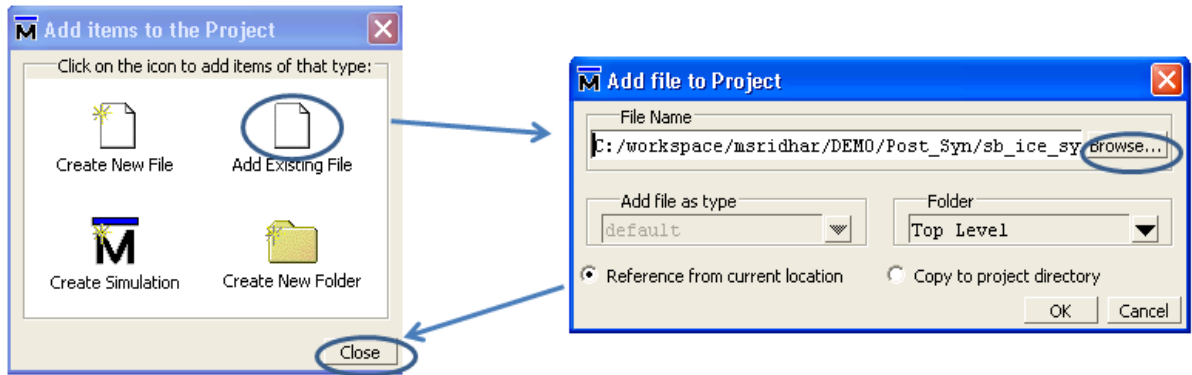 Add items to the Project
Click on the icon to add items of that type:
Create New File
Add Existing File
Create Simulation
Create New Folder
Close
Add file to Project
File Name
C:/workspace/msridhar/DEMO/Post_Syn/sb_ice_sy
Browse...
Add file as type
default
Folder
Top Level
Reference from current location
Copy to project directory
OK
Cancel